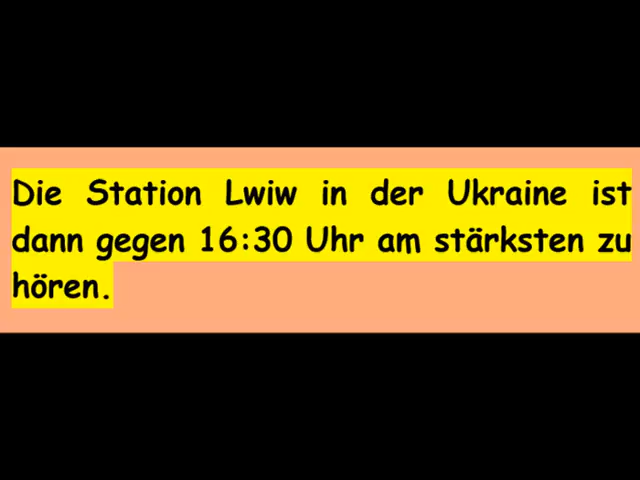 Die Station Lwiw in der Ukraine ist
dann gegen 16:30 Uhr am stärksten zu
hören.